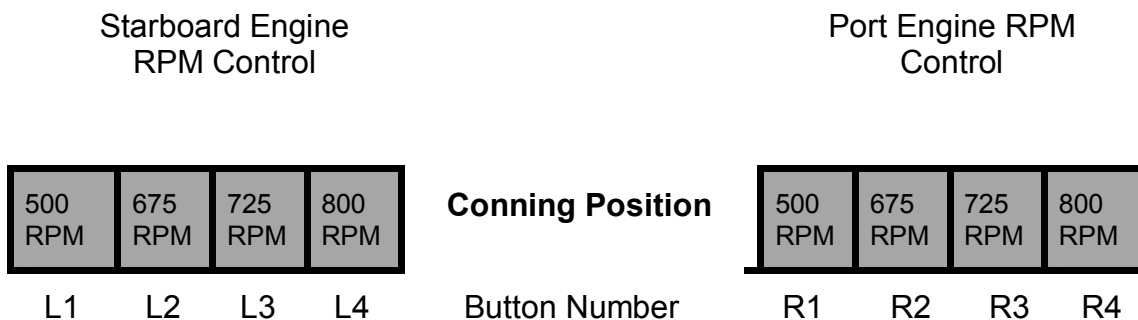 Starboard Engine
RPM Control
Port Engine RPM
Control
500
RPM
675
RPM
725
RPM
800
RPM
Conning Position
500
RPM
675
RPM
725
RPM
800
RPM
L1 L2 L3 L4 Button Number R1 R2 R3 R4